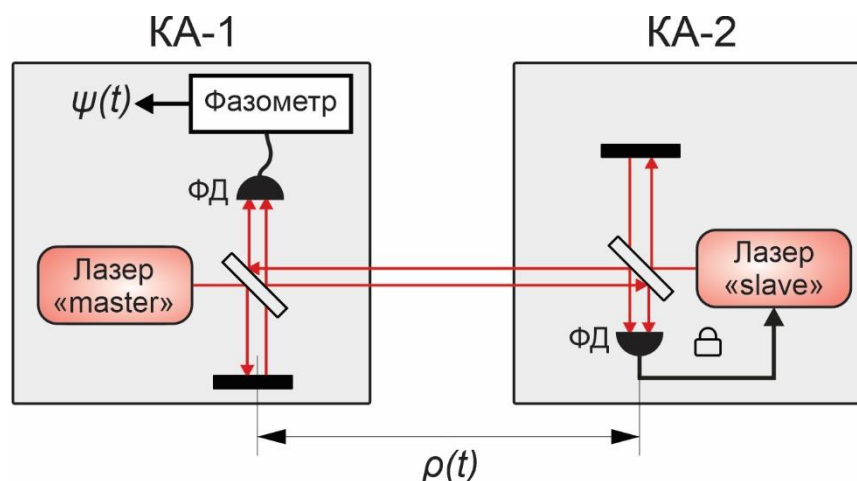 КА-1
КА-2
ψ(t)
Фазометр
ФД
Лазер
«master»
Лазер
«slave»
ФД
ρ(t)